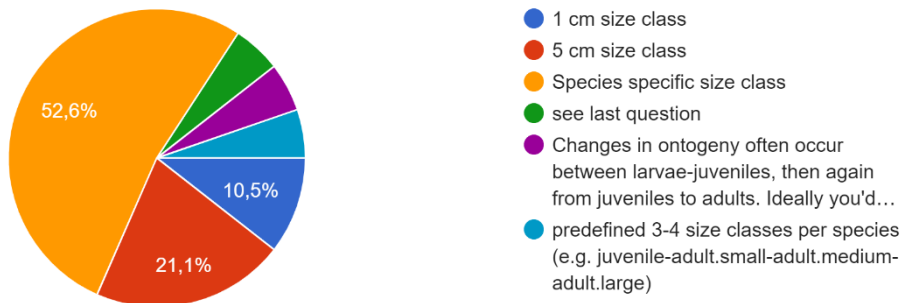 52,6%
10,5%
21,1%
1 cm size class
5 cm size class
Species specific size class
see last question
Changes in ontogeny often occur
between larvae-juveniles, then again
from juveniles to adults. Ideally you'd…
predefined 3-4 size classes per species
(e.g. juvenile-adult.small-adult.medium-
adult.large)